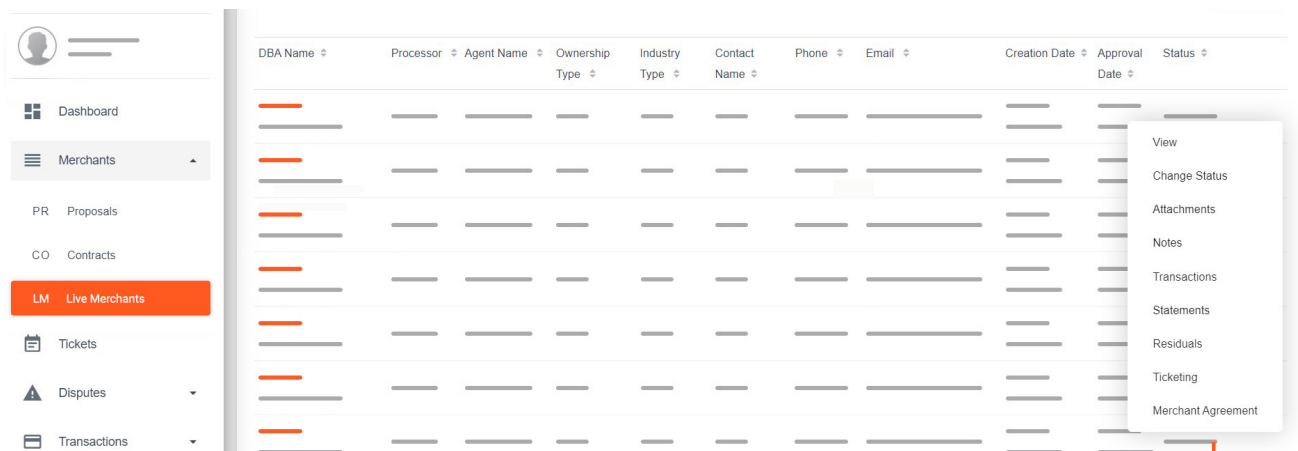 DBA Name
Processor
Agent Name
Ownership
Type
Industry
Type
Contact
Name
Phone
Email
Creation Date
Approval
Date
Status
Dashboard
Merchants
PR Proposals
CO Contracts
LM Live Merchants
Tickets
Disputes
Transactions
View
Change Status
Attachments
Notes
Transactions
Statements
Residuals
Ticketing
Merchant Agreement